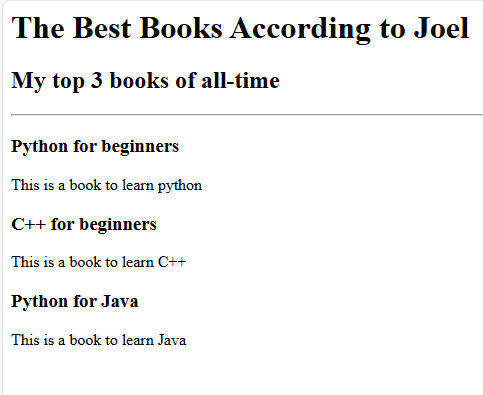 The Best Books According to Joel
My top 3 books of all-time
Python for beginners
This is a book to learn python
C++ for beginners
This is a book to learn C++
Python for Java
This is a book to learn Java